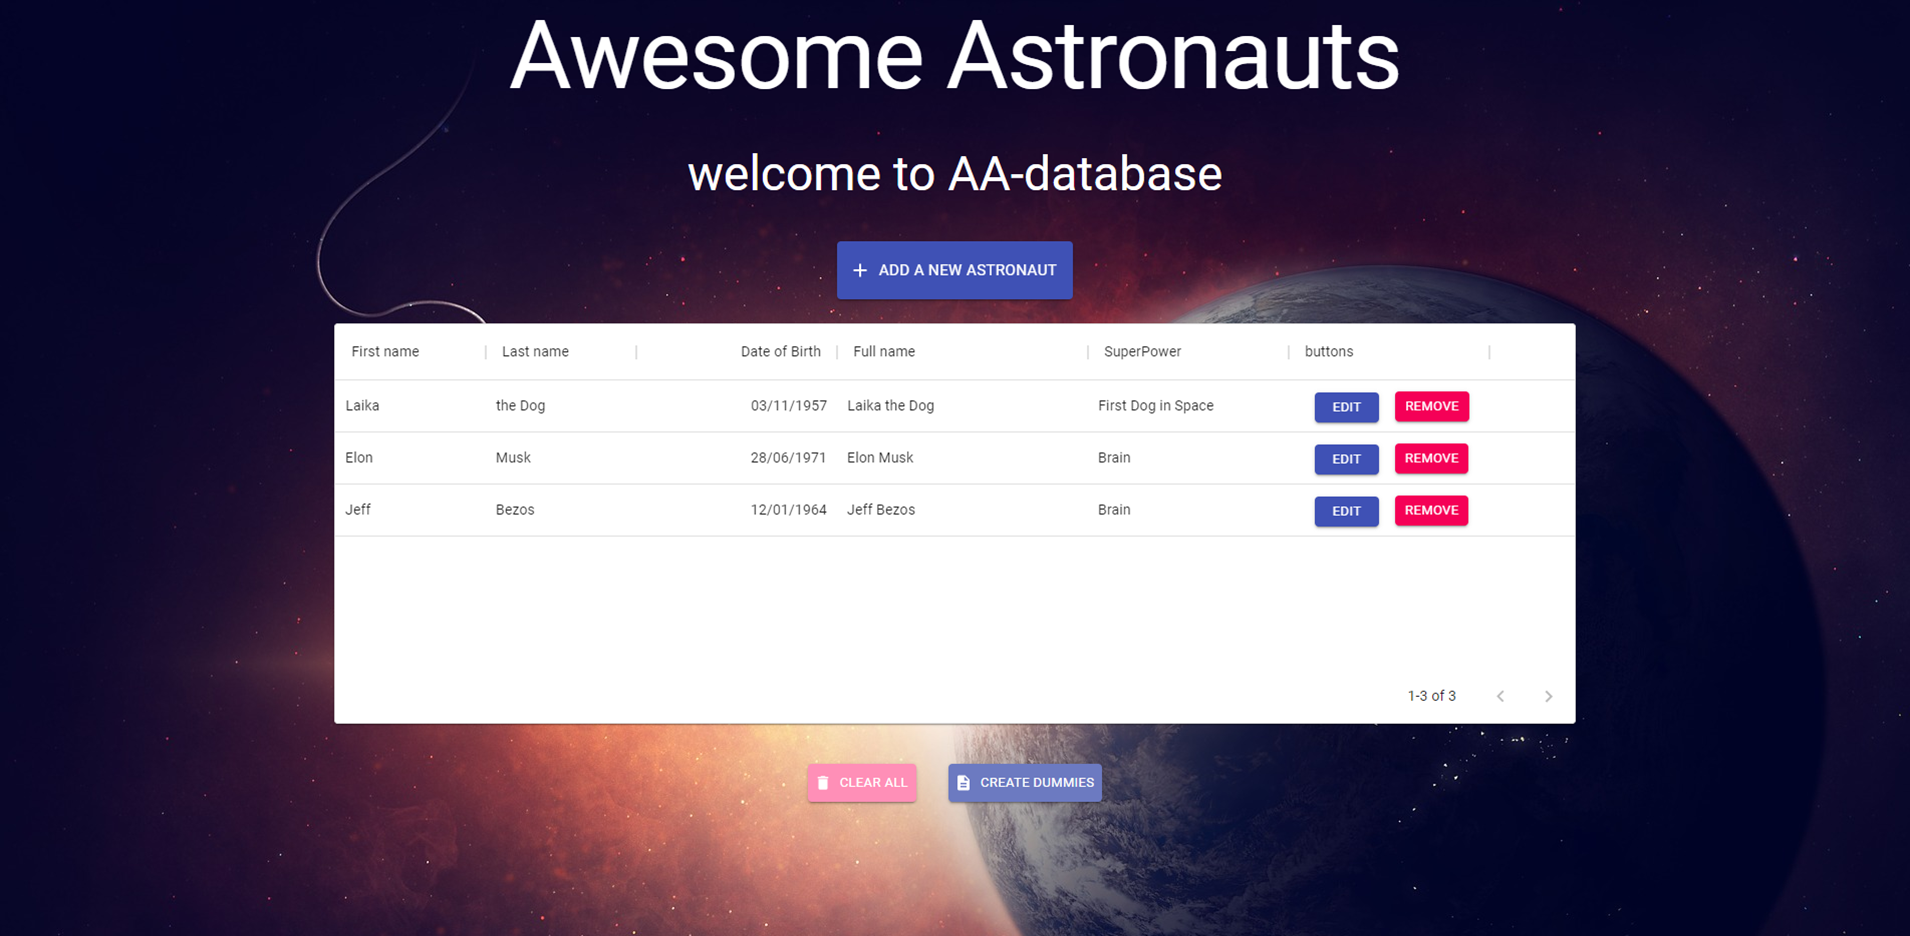 Awesome Astronauts
welcome to AA-database
ADD A NEW ASTRONAUT
First name Last name Date of Birth Full name SuperPower buttons
Laika the Dog 03/11/1957 Laika the Dog First Dog in Space EDIT REMOVE
Elon Musk 28/06/1971 Elon Musk Brain EDIT REMOVE
Jeff Bezos 12/01/1964 Jeff Bezos Brain EDIT REMOVE
1-3 of 3
CLEAR ALL CREATE DUMMIES